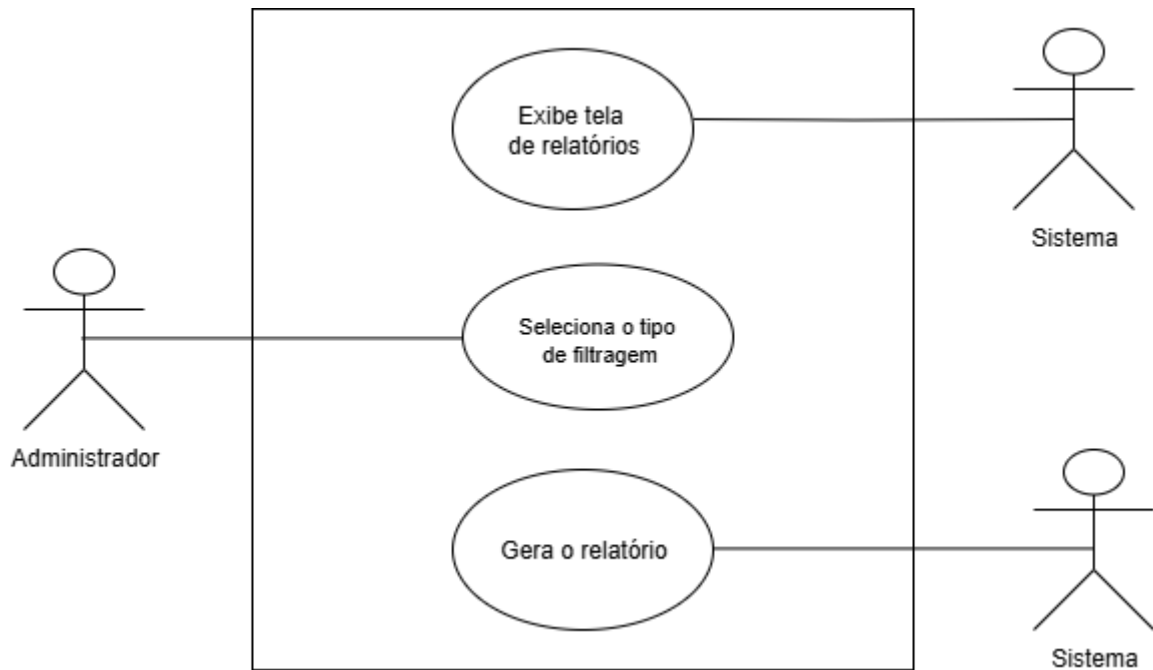 Exibe tela
de relatórios
Sistema
Seleciona o tipo
de filtragem
Administrador
Gera o relatório
Sistema